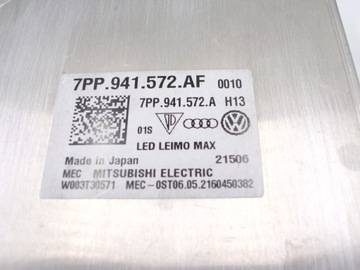 7PP.941.572.AF 0010
7PP.941.572.A H13
01S
LED LEIMO MAX
Made in Japan 21506
MEC MITSUBISHI ELECTRIC
W003T30571 MEC-0ST06.05.2160450382